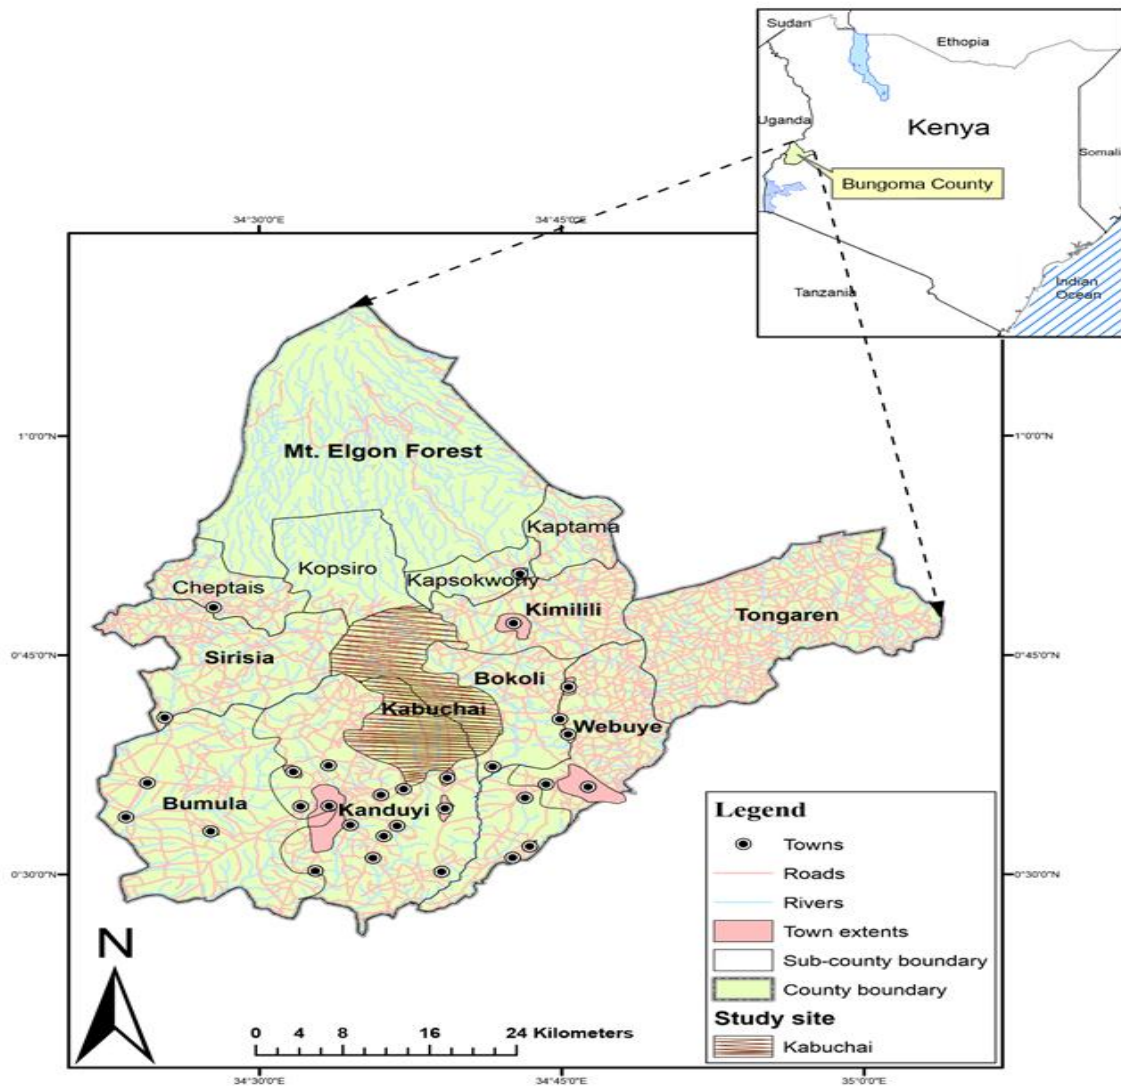 Sudan
Ethiopia
Uganda
Kenya
Somali
Bungoma County
Indian
Ocean
Tanzania
34°30'0"E
34°45'0"E
1°0'0"N
1°0'0"N
Mt. Elgon Forest
Kaptama
Kopsiro
Kapsokwony
Cheptais
Kimilili
Tongaren
0°45'0"N
0°45'0"N
Sirisia
Bokoli
Kabuchai
Webuye
Bumula
Kanduyi
0°30'0"N
0°30'0"N
Legend
Towns
Roads
Rivers
Town extents
Sub-county boundary
County boundary
Study site
Kabuchai
N
0 4 8 16 24 Kilometers
34°30'0"E
34°45'0"E
35°0'0"E